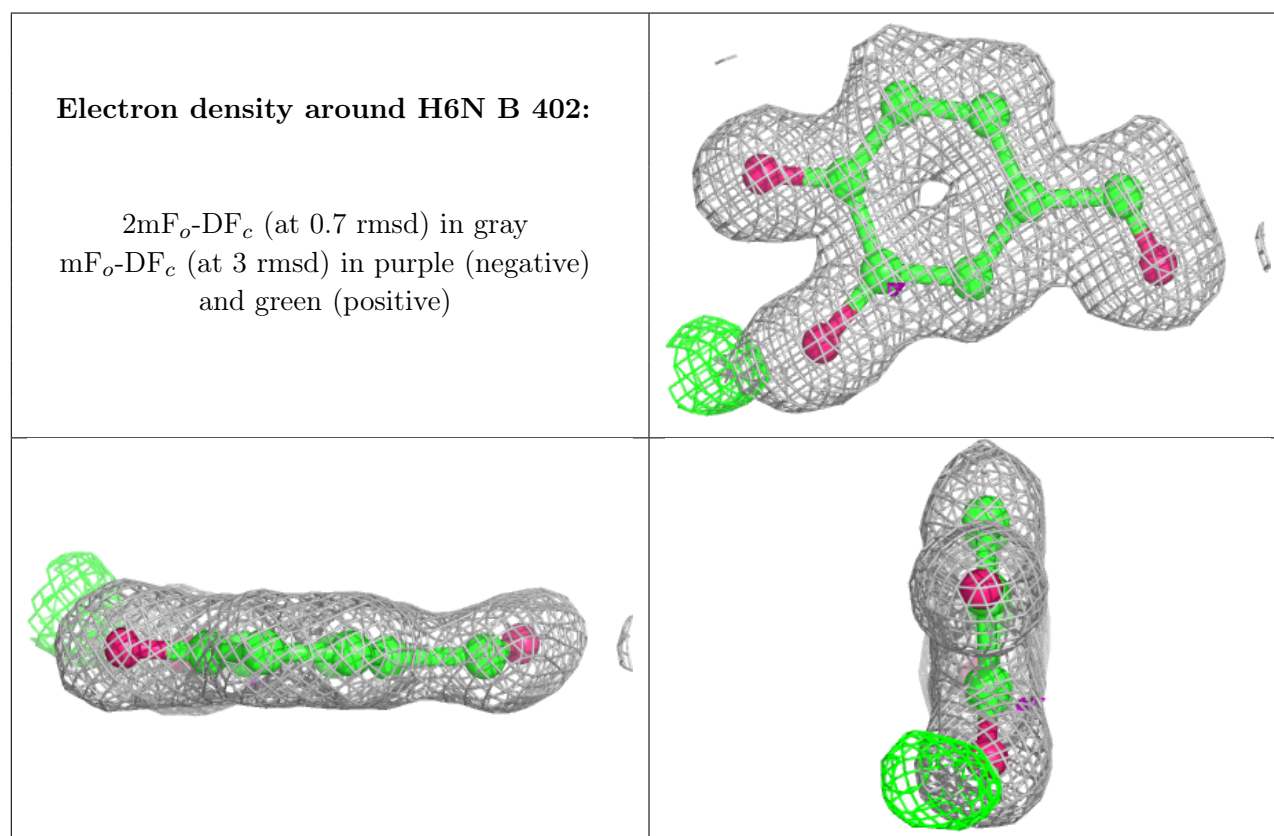 Electron density around H6N B 402:
2mFo-DFc (at 0.7 rmsd) in gray
mFo-DFc (at 3 rmsd) in purple (negative)
and green (positive)